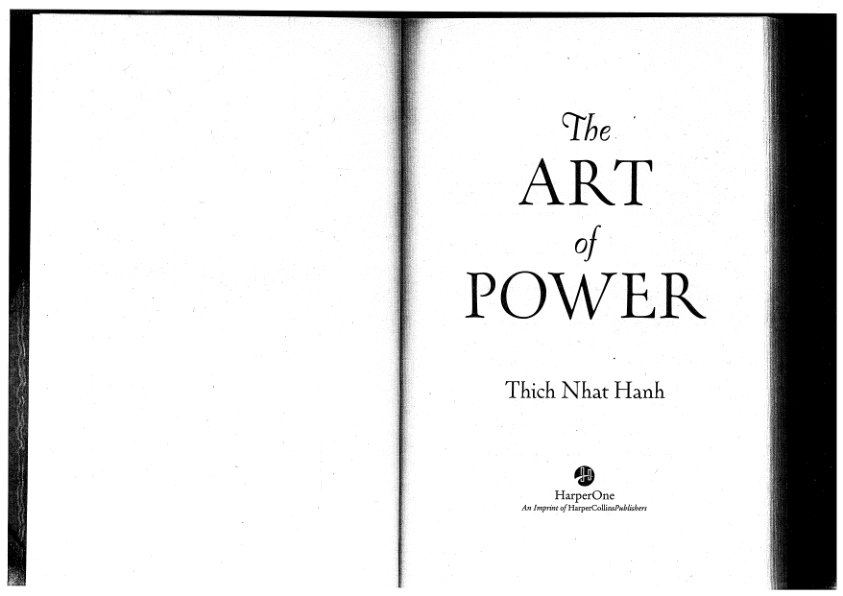 The
ART
of
POWER
Thich Nhat Hanh
HarperOne
An Imprint of HarperCollinsPublishers